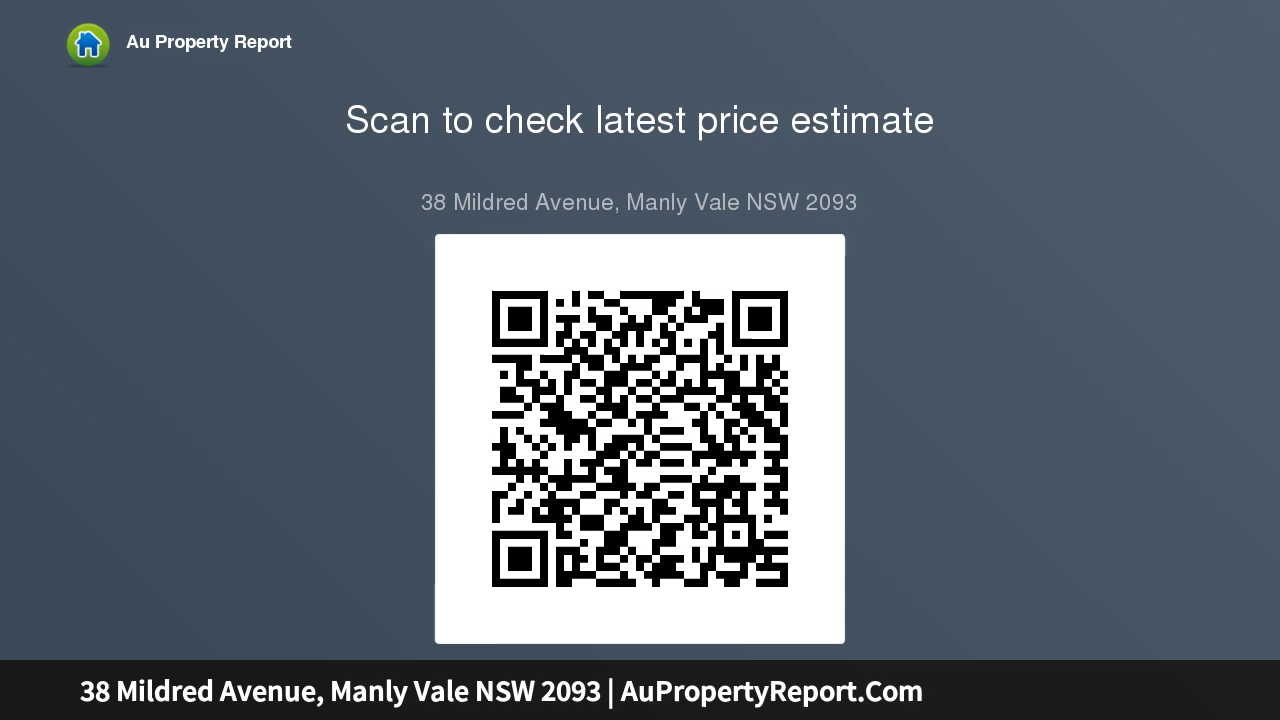 Au Property Report
Scan to check latest price estimate
38 Mildred Avenue, Manly Vale NSW 2093
38 Mildred Avenue, Manly Vale NSW 2093 | AuPropertyReport.Com